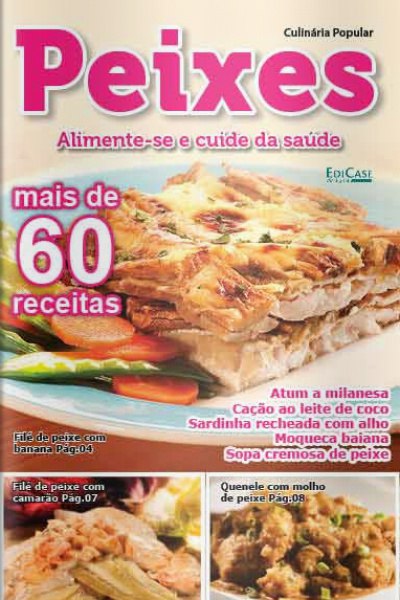 Culinária Popular
Peixes
Alimente-se e cuide da saúde
EDICASE
mais de
60
receitas
Atum a milanesa
Cação ao leite de coco
Sardinha recheada com alho
Moqueca baiana
Sopa cremosa de peixe
Filé de peixe com
banana Pág:04
Filé de peixe com
camarão Pág.07
Quenele com molho
de peixe Pág:08